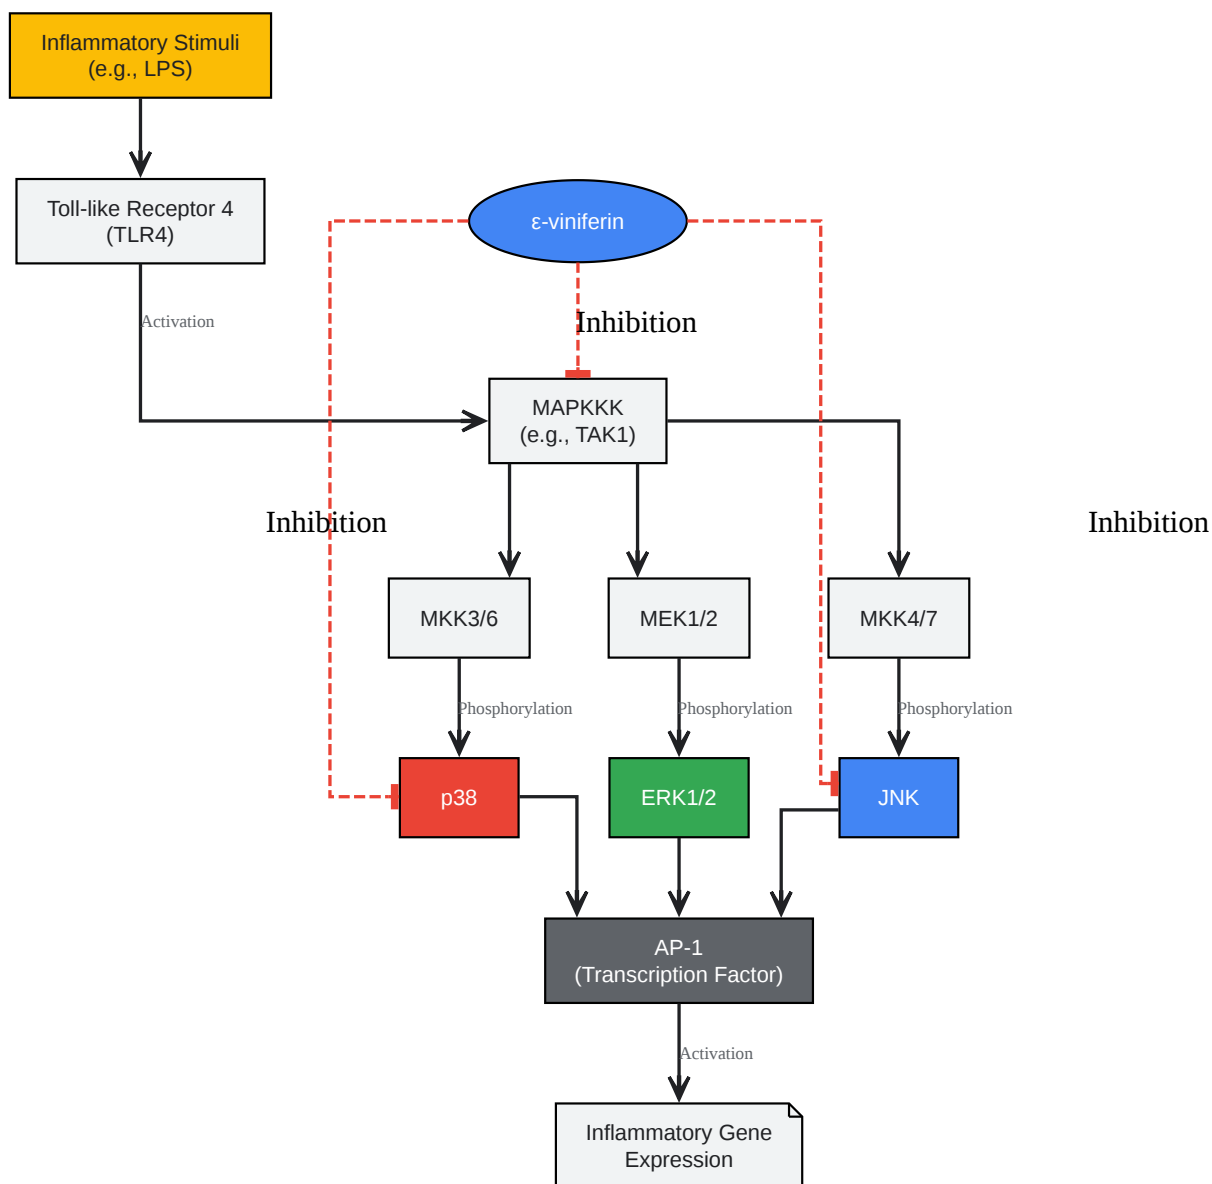 Inflammatory Stimuli
(e.g., LPS)
Toll-like Receptor 4
(TLR4)
ε-viniferin
Activation
Inhibition
MAPKKK
(e.g., TAK1)
Inhibition
Inhibition
MKK3/6
MEK1/2
MKK4/7
Phosphorylation
Phosphorylation
Phosphorylation
p38
ERK1/2
JNK
AP-1
(Transcription Factor)
Activation
Inflammatory Gene
Expression